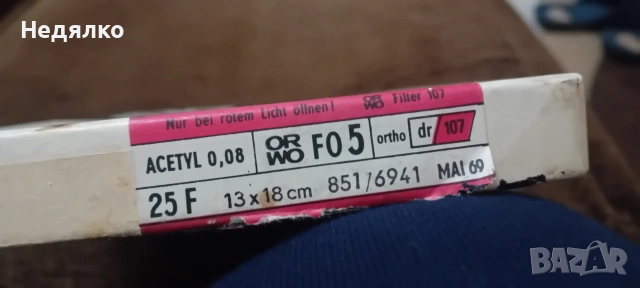 Недялко
Nur bei rotem Licht öffnen! ORWO Filter 107
ACETYL 0,08 ORWO FO 5 ortho dr 107
25 F 13 x 18 cm 851/6941 MAI 69
BAZAR